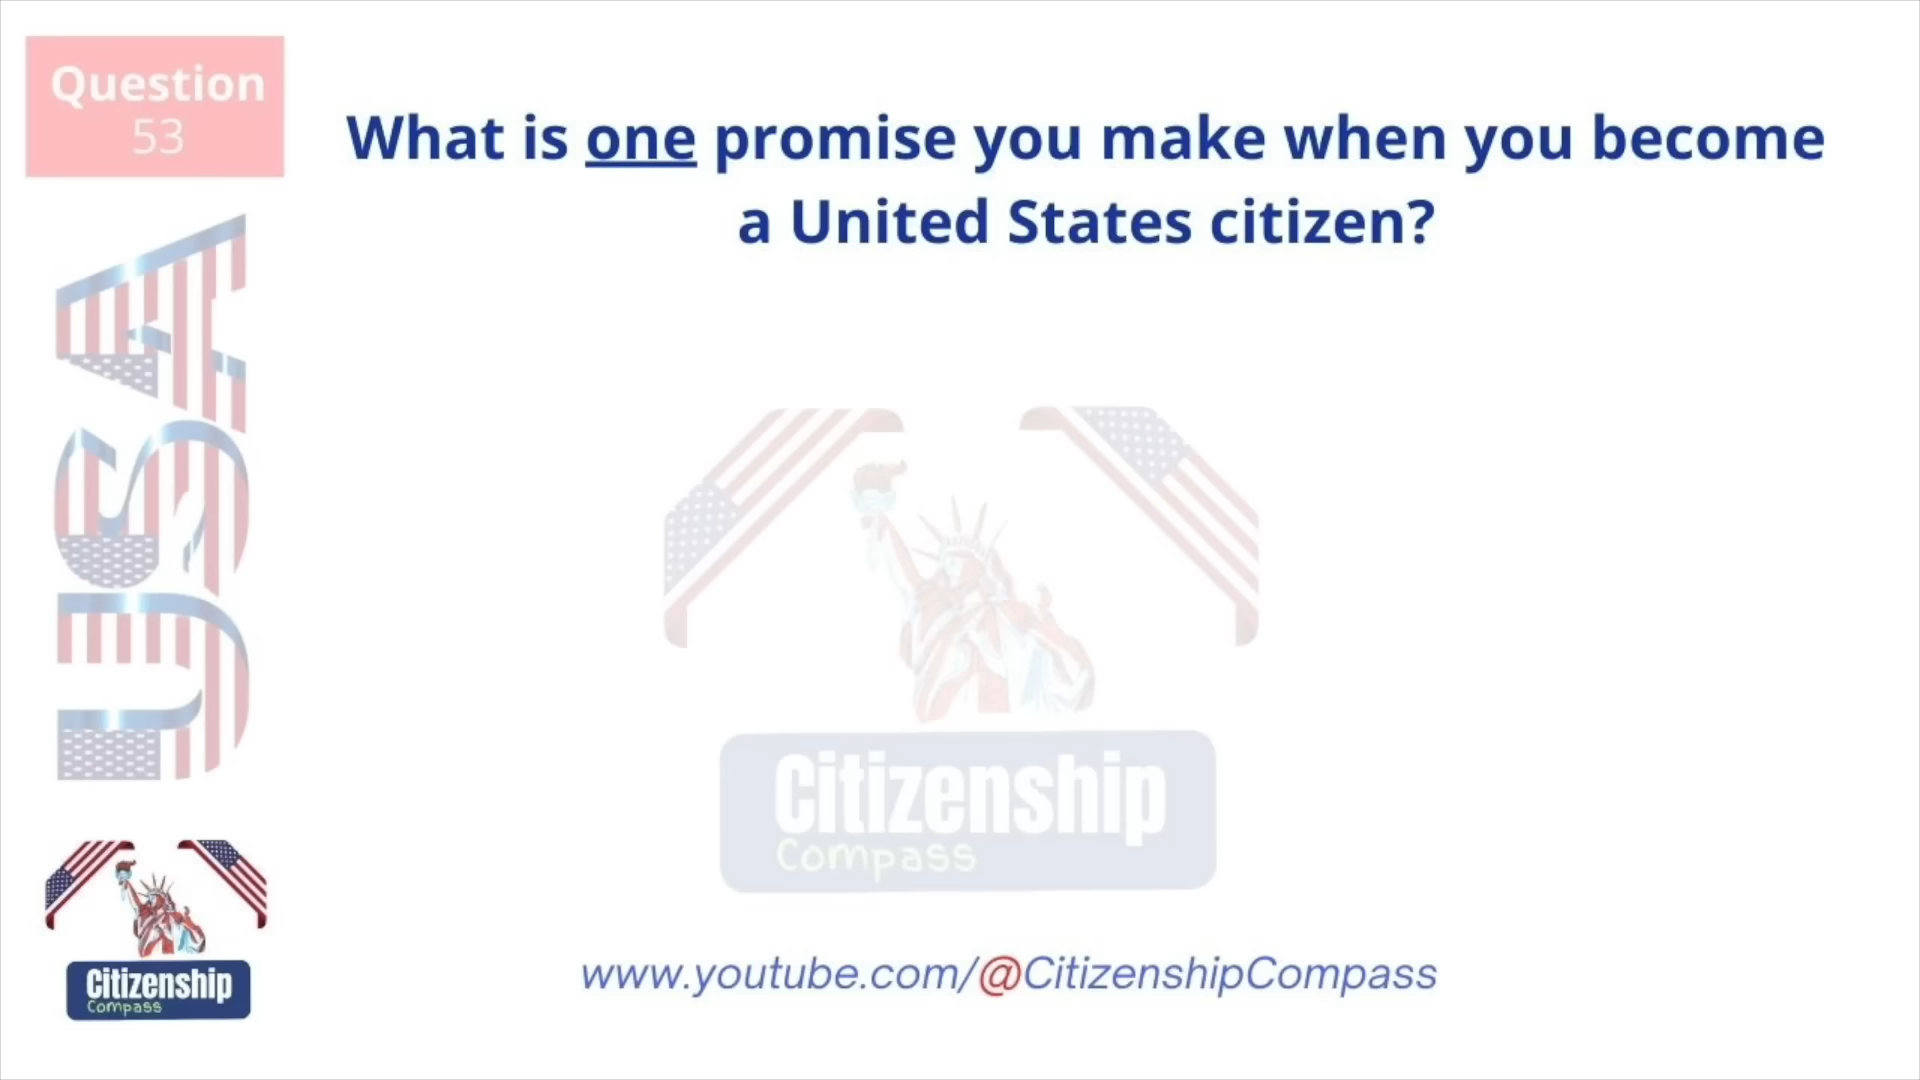 Question
53
What is one promise you make when you become
a United States citizen?
USA
Citizenship
Compass
Citizenship
Compass
www.youtube.com/@CitizenshipCompass